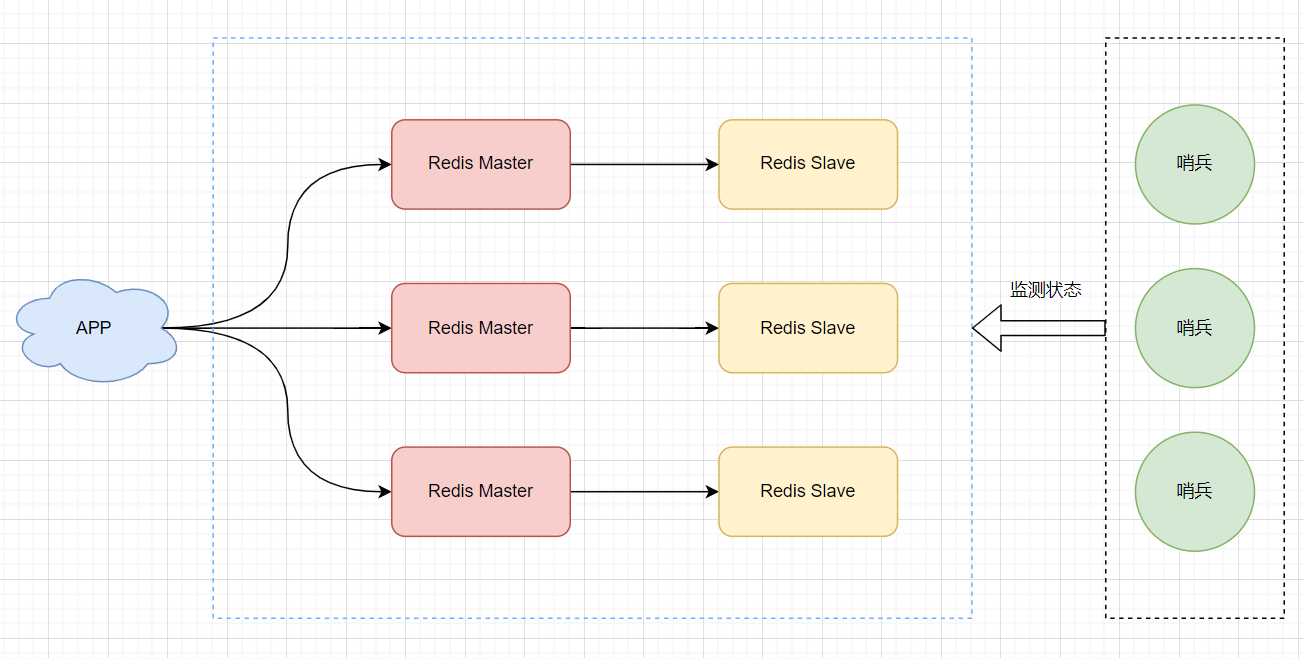 Redis Master
Redis Slave
哨兵
监测状态
APP
Redis Master
Redis Slave
哨兵
Redis Master
Redis Slave
哨兵